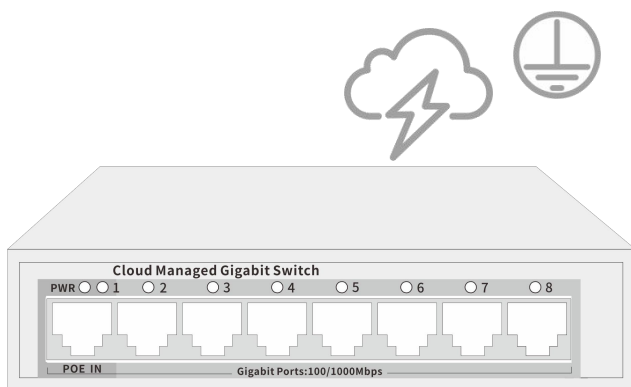 Cloud Managed Gigabit Switch
PWR 1 2 3 4 5 6 7 8
POE IN Gigabit Ports:100/1000Mbps